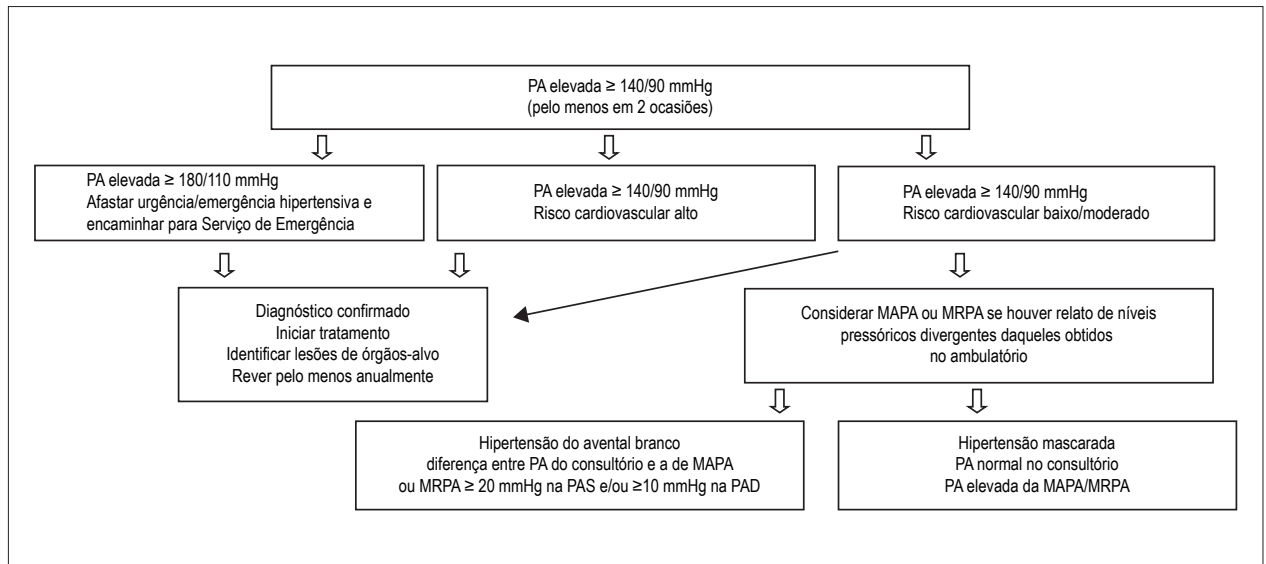 PA elevada ≥ 140/90 mmHg
(pelo menos em 2 ocasiões)
PA elevada ≥ 180/110 mmHg
Afastar urgência/emergência hipertensiva e
encaminhar para Serviço de Emergência
PA elevada ≥ 140/90 mmHg
Risco cardiovascular alto
PA elevada ≥ 140/90 mmHg
Risco cardiovascular baixo/moderado
Diagnóstico confirmado
Iniciar tratamento
Identificar lesões de órgãos-alvo
Rever pelo menos anualmente
Considerar MAPA ou MRPA se houver relato de níveis
pressóricos divergentes daqueles obtidos
no ambulatório
Hipertensão do avental branco
diferença entre PA do consultório e a de MAPA
ou MRPA ≥ 20 mmHg na PAS e/ou ≥10 mmHg na PAD
Hipertensão mascarada
PA normal no consultório
PA elevada da MAPA/MRPA